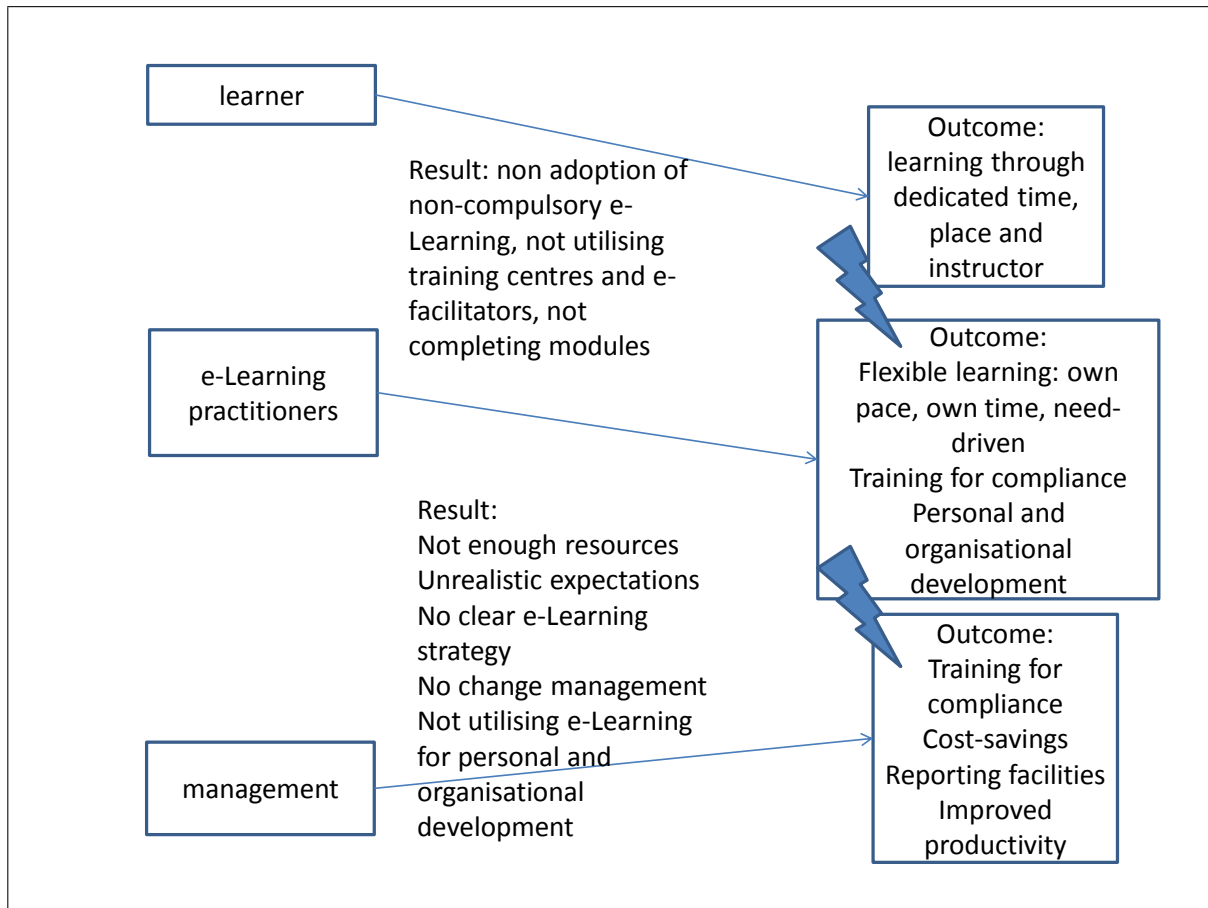 learner
Outcome:
learning through
dedicated time,
place and
instructor
Result: non adoption of
non-compulsory e-
Learning, not utilising
training centres and e-
facilitators, not
completing modules
e-Learning
practitioners
Outcome:
Flexible learning: own
pace, own time, need-
driven
Training for compliance
Personal and
organisational
development
Result:
Not enough resources
Unrealistic expectations
No clear e-Learning
strategy
No change management
Not utilising e-Learning
for personal and
organisational
development
management
Outcome:
Training for
compliance
Cost-savings
Reporting facilities
Improved
productivity